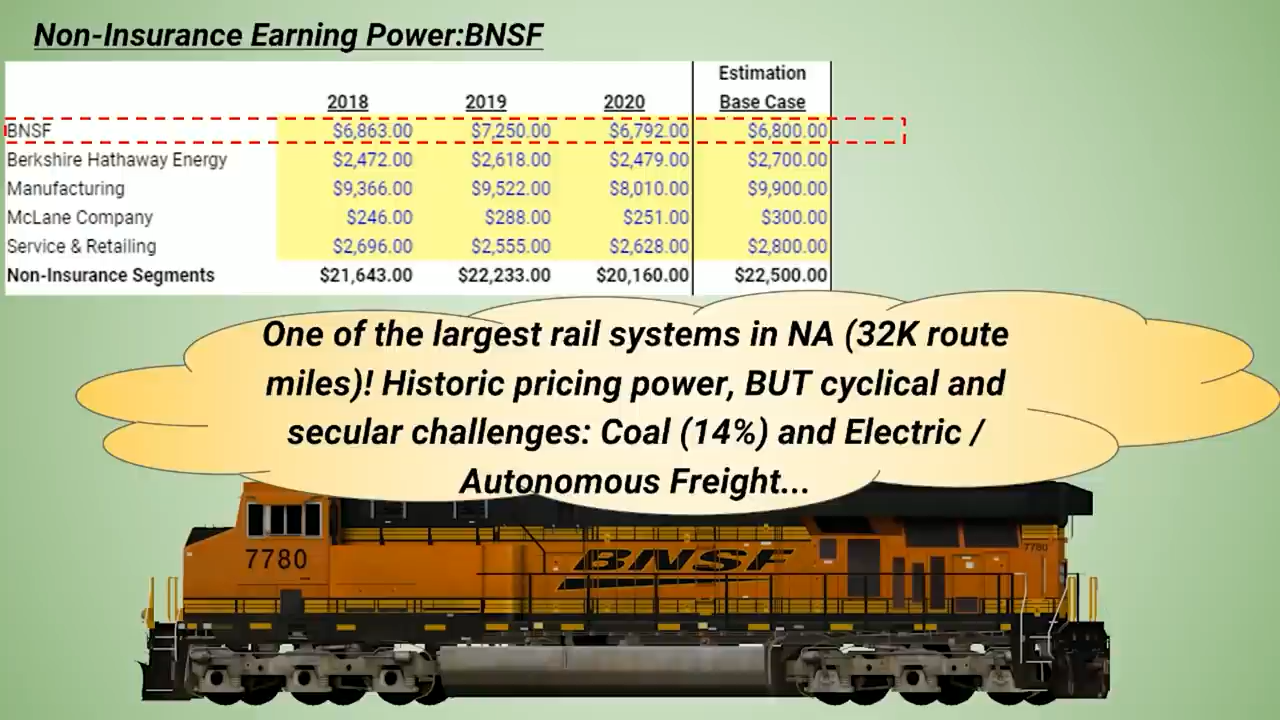 Non-Insurance Earning Power:BNSF
Estimation
2018 2019 2020 Base Case
BNSF $6,863.00 $7,250.00 $6,792.00 $6,800.00
Berkshire Hathaway Energy $2,472.00 $2,618.00 $2,479.00 $2,700.00
Manufacturing $9,366.00 $9,522.00 $8,010.00 $9,900.00
McLane Company $246.00 $288.00 $251.00 $300.00
Service & Retailing $2,696.00 $2,555.00 $2,628.00 $2,800.00
Non-Insurance Segments $21,643.00 $22,233.00 $20,160.00 $22,500.00
One of the largest rail systems in NA (32K route
miles)! Historic pricing power, BUT cyclical and
secular challenges: Coal (14%) and Electric /
Autonomous Freight...
7780 BNSF 7780